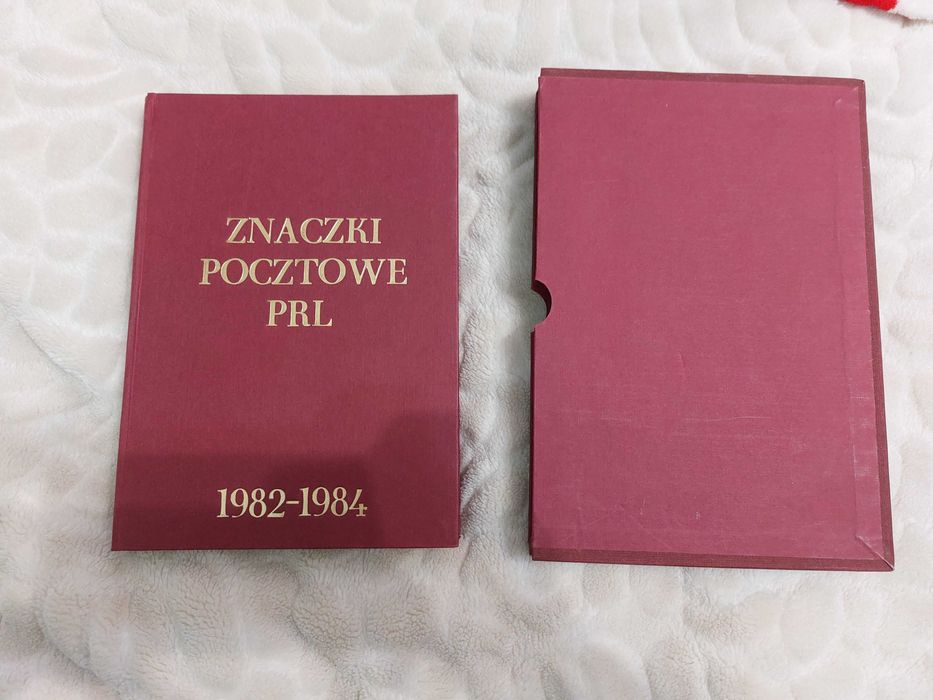 ZNACZKI
POCZTOWE
PRL
1982-1984